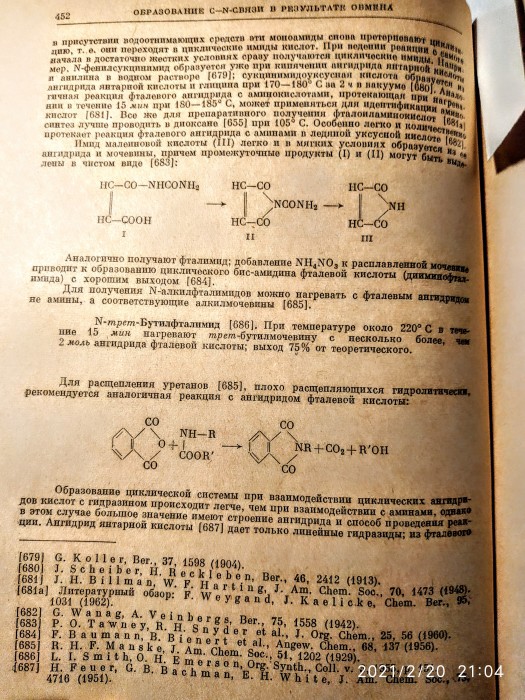 452
ОБРАЗОВАНИЕ C—N-СВЯЗИ В РЕЗУЛЬТАТЕ ОБМЕНА
в присутствии водоотнимающих средств эти моноамиды снова претерпевают
цию, т. е. они переходят в циклические имиды кислот. При ведении реакции с самого
начала в достаточно жестких условиях сразу получаются циклические имиды.
мер, N-фенилсукцинимид образуется уже при кипячении ангидрида янтарной кислоты
и анилина в водном растворе [679]; сукцинимидоуксусная кислота образуется из
ангидрида янтарной кислоты и глицина при 170—180° С за 2 ч в вакууме [680].
гичная реакция фталевого ангидрида с аминокислотами, протекающая при
нии в течение 15 мин при 180—185° С, может применяться для идентификации
кислот [681]. Все же для препаративного получения фталоиламинокислот [681а]
синтез лучше проводить в диоксане [655] при 105° С. Особенно легко и количественно
протекает реакция фталевого ангидрида с аминами в ледяной уксусной кислоте [682].
Имид малеиновой кислоты (III) легко и в мягких условиях образуется из ее
ангидрида и мочевины, причем промежуточные продукты (I) и (II) могут быть выде-
лены в чистом виде [683]:
HC—CO—NHCONH₂ HC—CO HC—CO
→ NCONH₂ → NH
HC—COOH HC—CO HC—CO
I II III
Аналогично получают фталимид; добавление NH₄NO₃ к расплавленной мочевине
приводит к образованию циклического бис-амидина фталевой кислоты (дииминофтал-
имида) с хорошим выходом [684].
Для получения N-алкилфталимидов можно нагревать с фталевым ангидридом
не амины, а соответствующие алкилмочевины [685].
N-трет-Бутилфталимид [686]. При температуре около 220° С в тече-
ние 15 мин нагревают трет-бутилмочевину с несколько более, чем
2 моль ангидрида фталевой кислоты; выход 75% от теоретического.
Для расщепления уретанов [685], плохо расщепляющихся гидролитически,
рекомендуется аналогичная реакция с ангидридом фталевой кислоты:
CO NH—R CO
O + → NR + CO₂ + R'OH
CO COOR' CO
Образование циклической системы при взаимодействии циклических ангидри-
дов кислот с гидразином происходит легче, чем при взаимодействии с аминами, однако
в этом случае большое значение имеют строение ангидрида и способ проведения реак-
ции. Ангидрид янтарной кислоты [687] дает только линейные гидразиды; из фталевого
[679] G. Koller, Ber., 37, 1598 (1904).
[680] J. Scheiber, H. Reckleben, Ber., 46, 2412 (1913).
[681] J. H. Billman, W. F. Harting, J. Am. Chem. Soc., 70, 1473 (1948).
[681a] Литературный обзор: F. Weygand, J. Kaelicke, Chem. Ber., 95,
1031 (1962).
[682] G. Wanag, A. Veinbergs, Ber., 75, 1558 (1942).
[683] P. O. Tawney, R. H. Snyder et al., J. Org. Chem., 25, 56 (1960).
[684] F. Baumann, B. Bienert et al., Angew. Chem., 68, 137 (1956).
[685] R. H. F. Manske, J. Am. Chem. Soc., 51, 1202 (1929).
[686] L. I. Smith, O. H. Emerson, Org. Synth., Coll. v.
[687] H. Feuer, G. B. Bachman, E. H. White, J. Am. Chem. Soc.,
4716 (1951).
2021/2/20 21:04